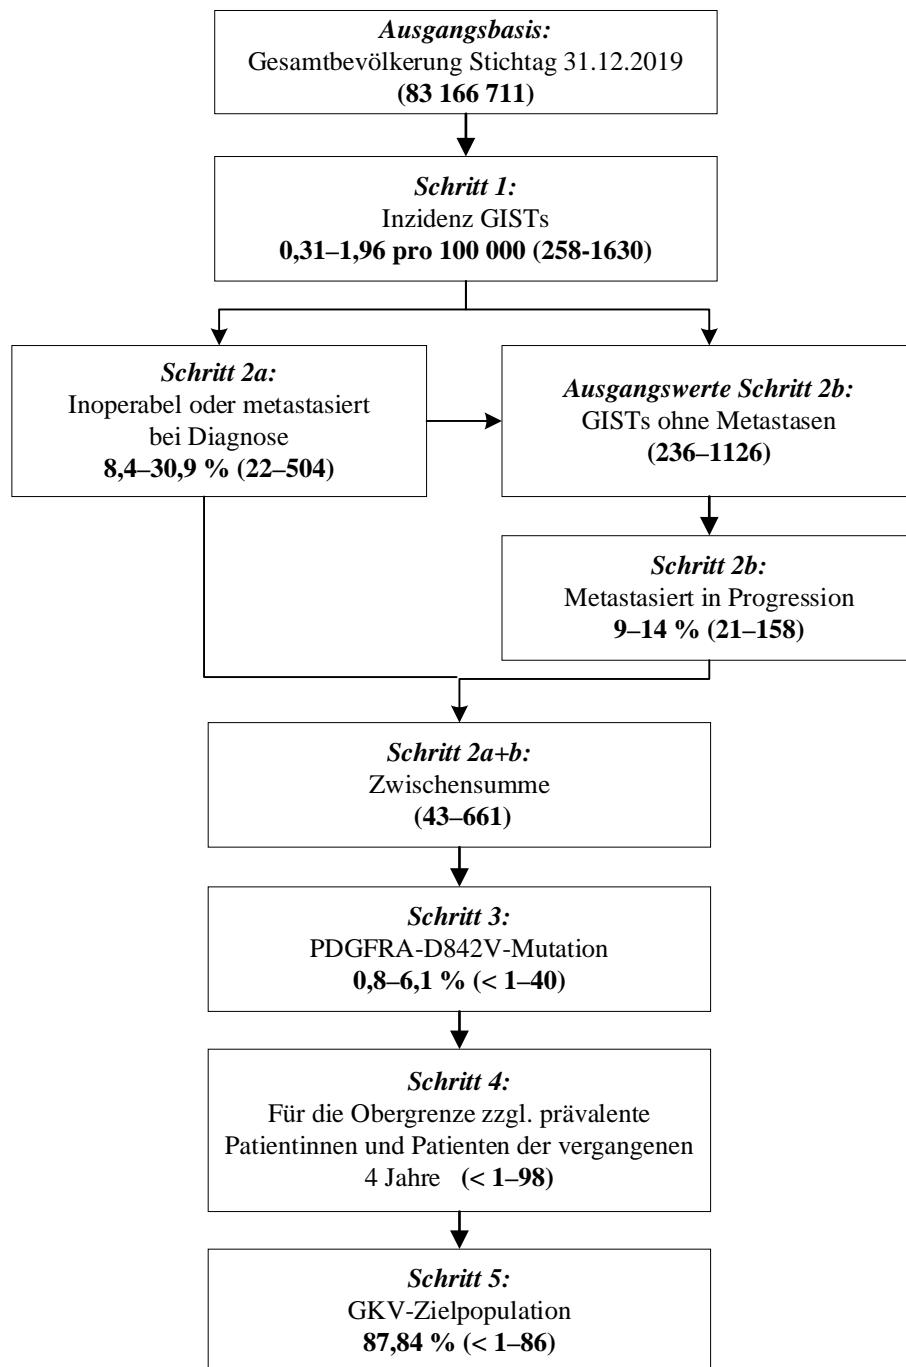 Ausgangsbasis:
Gesamtbevölkerung Stichtag 31.12.2019
(83 166 711)
Schritt 1:
Inzidenz GISTs
0,31–1,96 pro 100 000 (258-1630)
Schritt 2a:
Inoperabel oder metastasiert
bei Diagnose
8,4–30,9 % (22–504)
Ausgangswerte Schritt 2b:
GISTs ohne Metastasen
(236–1126)
Schritt 2b:
Metastasiert in Progression
9–14 % (21–158)
Schritt 2a+b:
Zwischensumme
(43–661)
Schritt 3:
PDGFRA-D842V-Mutation
0,8–6,1 % (< 1–40)
Schritt 4:
Für die Obergrenze zzgl. prävalente
Patientinnen und Patienten der vergangenen
4 Jahre (< 1–98)
Schritt 5:
GKV-Zielpopulation
87,84 % (< 1–86)